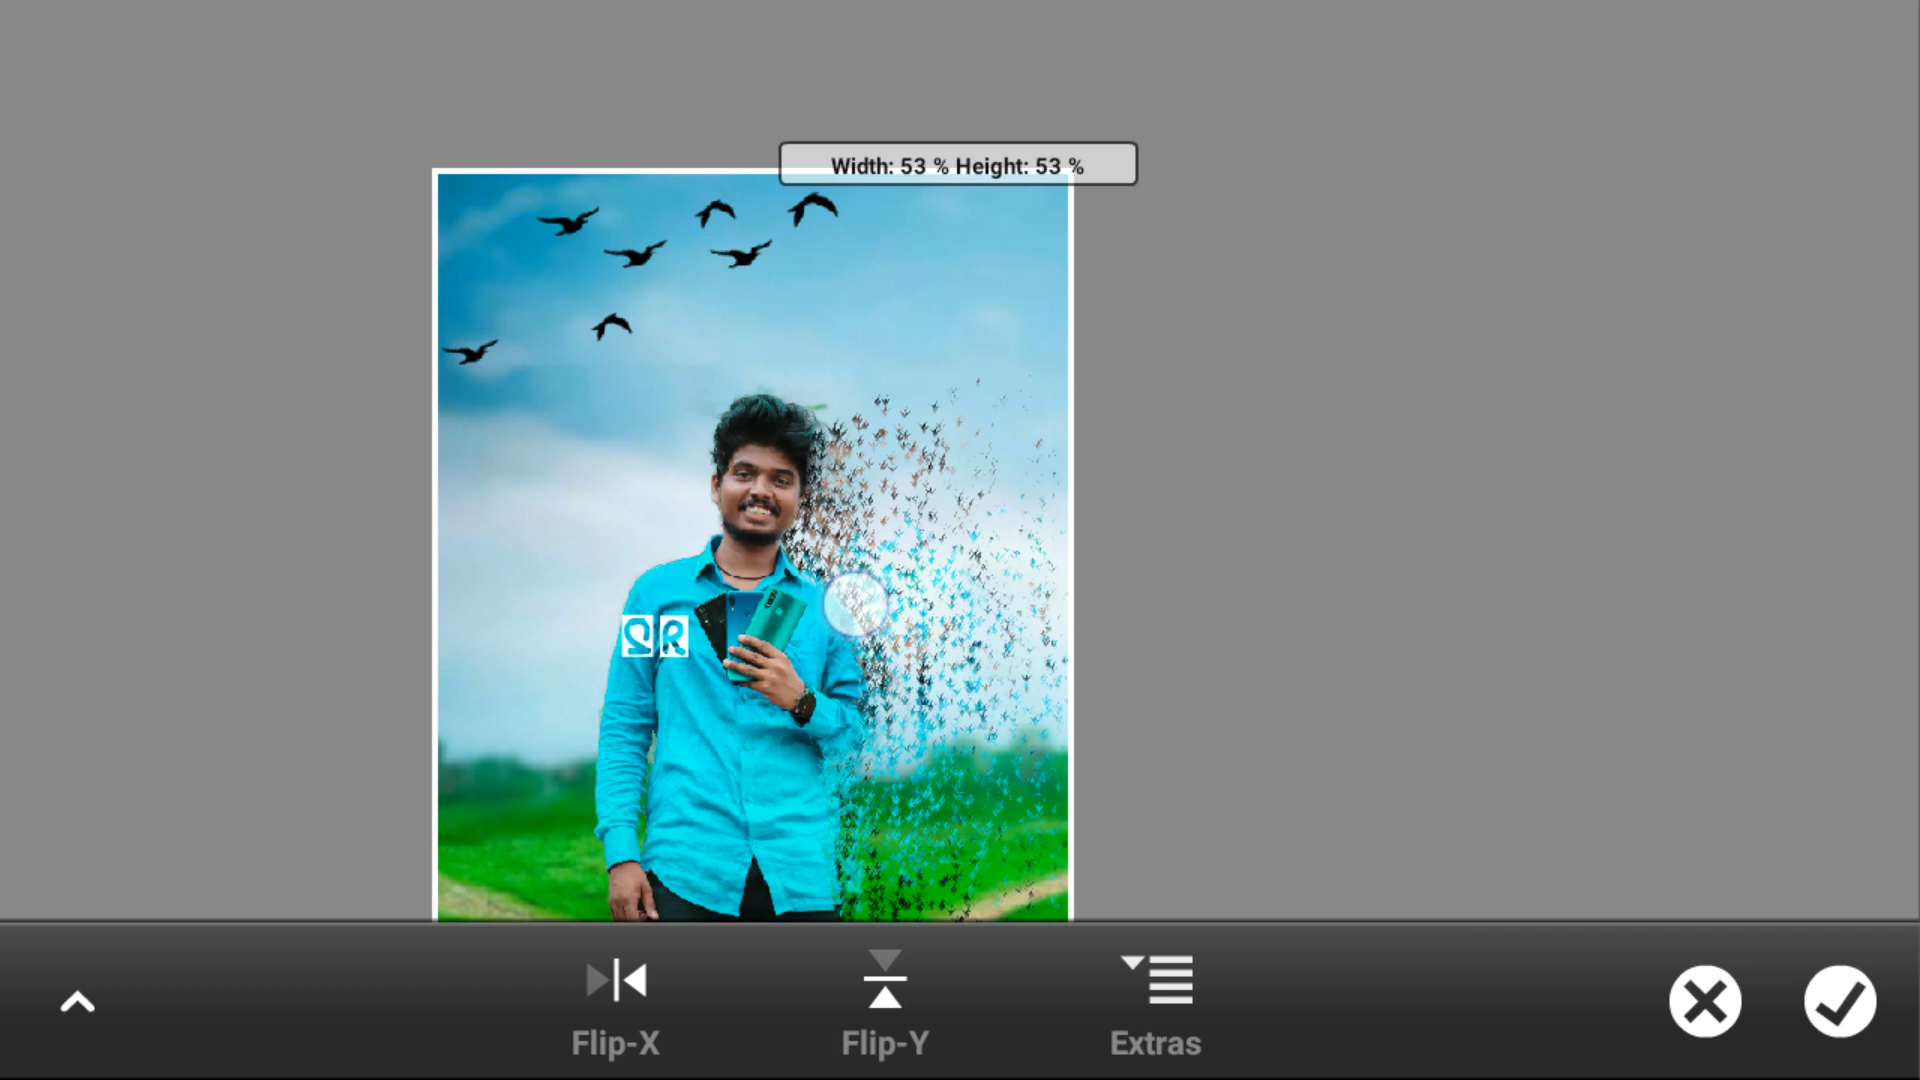 Width: 53 % Height: 53 %
SR
Flip-X Flip-Y Extras